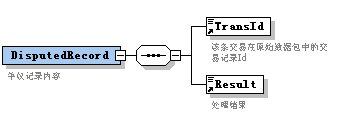 TransId
该条交易在原始数据包中的交
易记录Id
DisputedRecord
争议记录内容
Result
处理结果